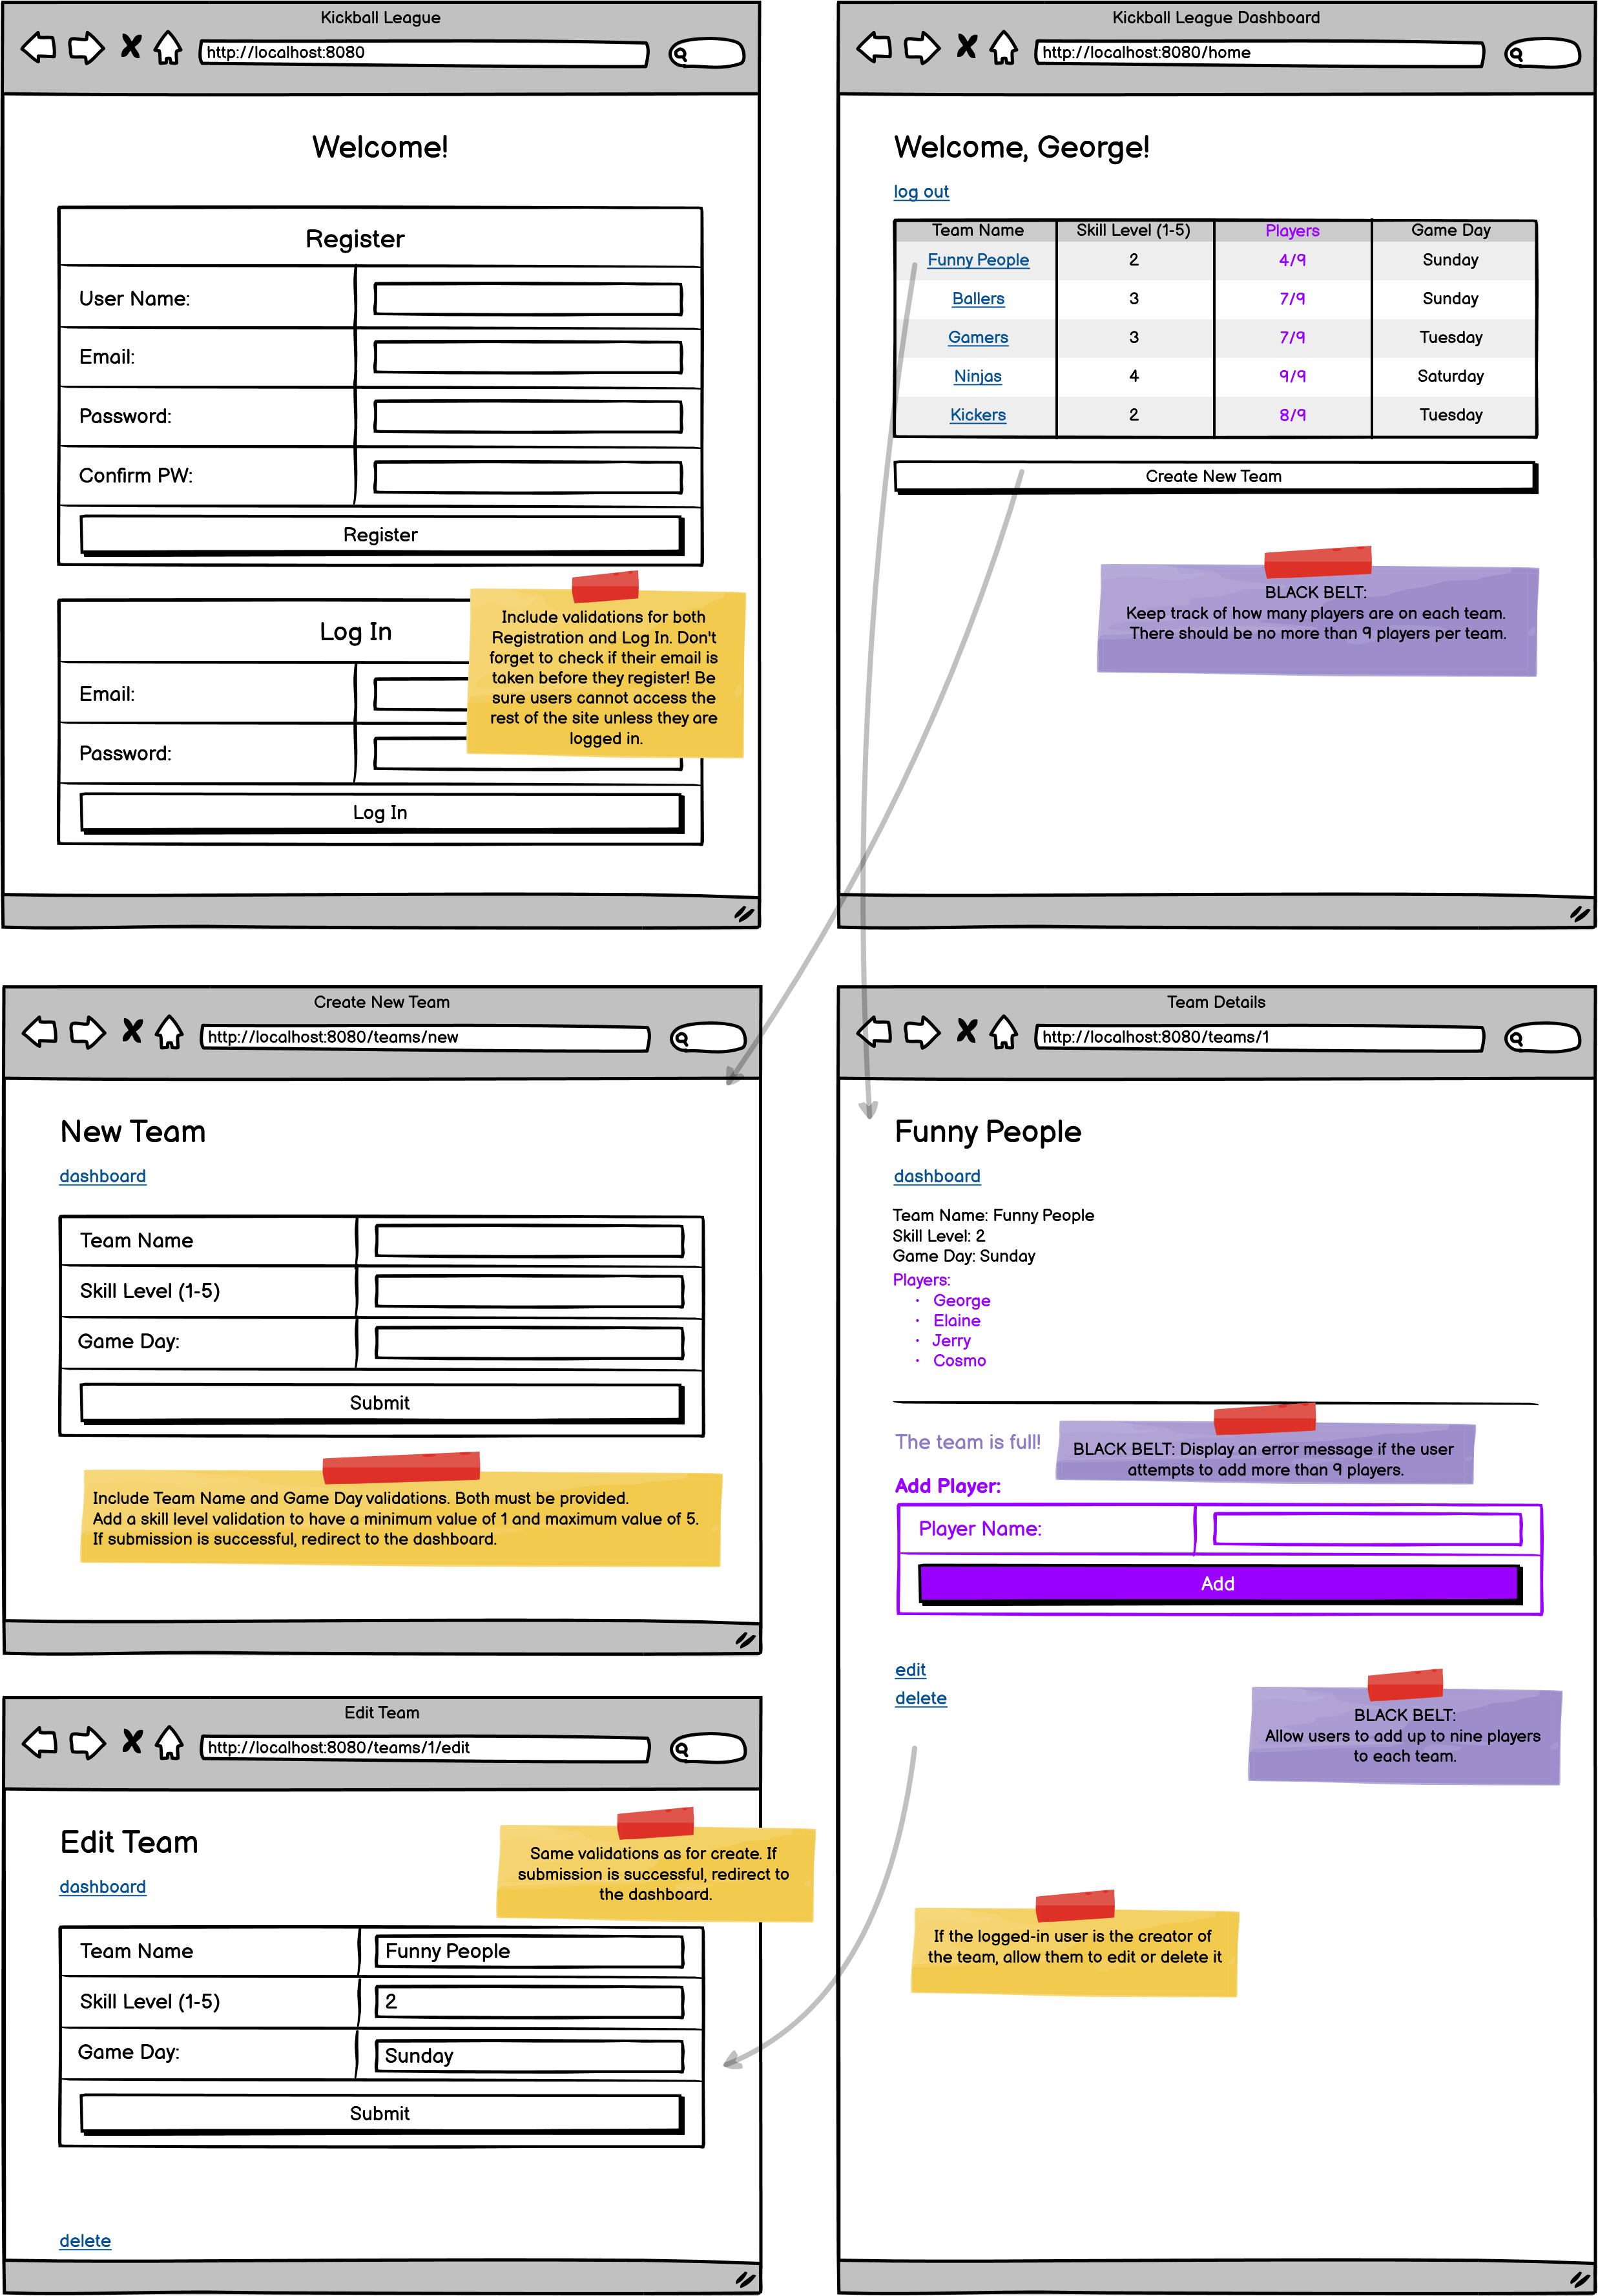 Kickball League
http://localhost:8080
Welcome!
Register
User Name:
Email:
Password:
Confirm PW:
Register
Log In
Email:
Password:
Log In
Include validations for both
Registration and Log In. Don't
forget to check if their email is
taken before they register! Be
sure users cannot access the
rest of the site unless they are
logged in.
Kickball League Dashboard
http://localhost:8080/home
Welcome, George!
log out
Team Name Skill Level (1-5) Players Game Day
Funny People 2 4/9 Sunday
Ballers 3 7/9 Sunday
Gamers 3 7/9 Tuesday
Ninjas 4 9/9 Saturday
Kickers 2 8/9 Tuesday
Create New Team
BLACK BELT:
Keep track of how many players are on each team.
There should be no more than 9 players per team.
Create New Team
http://localhost:8080/teams/new
New Team
dashboard
Team Name
Skill Level (1-5)
Game Day:
Submit
Include Team Name and Game Day validations. Both must be provided.
Add a skill level validation to have a minimum value of 1 and maximum value of 5.
If submission is successful, redirect to the dashboard.
Team Details
http://localhost:8080/teams/1
Funny People
dashboard
Team Name: Funny People
Skill Level: 2
Game Day: Sunday
Players:
· George
· Elaine
· Jerry
· Cosmo
The team is full!
BLACK BELT: Display an error message if the user
attempts to add more than 9 players.
Add Player:
Player Name:
Add
edit
delete
BLACK BELT:
Allow users to add up to nine players
to each team.
If the logged-in user is the creator of
the team, allow them to edit or delete it
Edit Team
http://localhost:8080/teams/1/edit
Edit Team
dashboard
Same validations as for create. If
submission is successful, redirect to
the dashboard.
Team Name Funny People
Skill Level (1-5) 2
Game Day: Sunday
Submit
delete